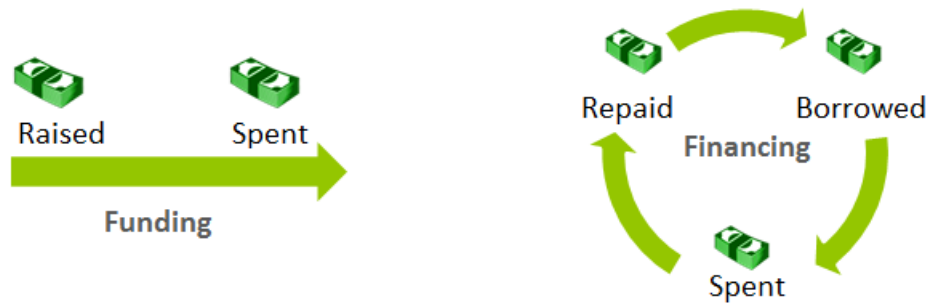 Raised
Spent
Funding
Repaid
Borrowed
Financing
Spent